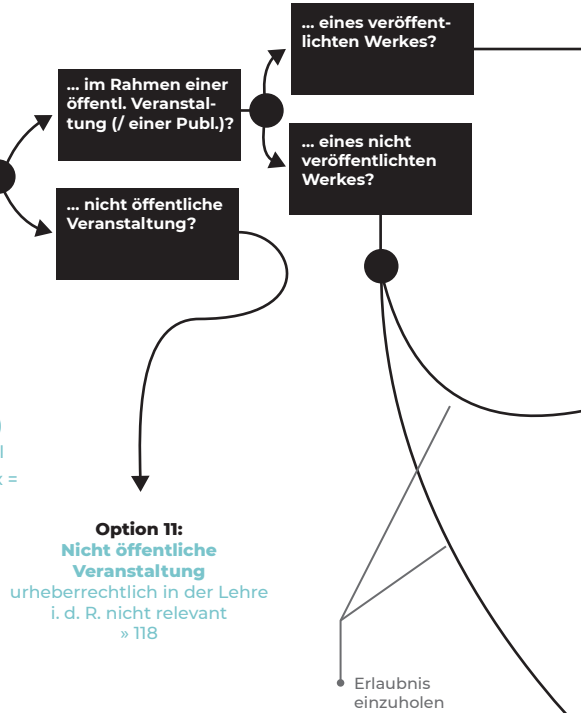 ... eines veröffent-
lichten Werkes?
... im Rahmen einer
öffentl. Veranstal-
tung (/ einer Publ.)?
... eines nicht
veröffentlichten
Werkes?
... nicht öffentliche
Veranstaltung?
Option 11:
Nicht öffentliche
Veranstaltung
urheberrechtlich in der Lehre
i. d. R. nicht relevant
» 118
Erlaubnis
einzuholen